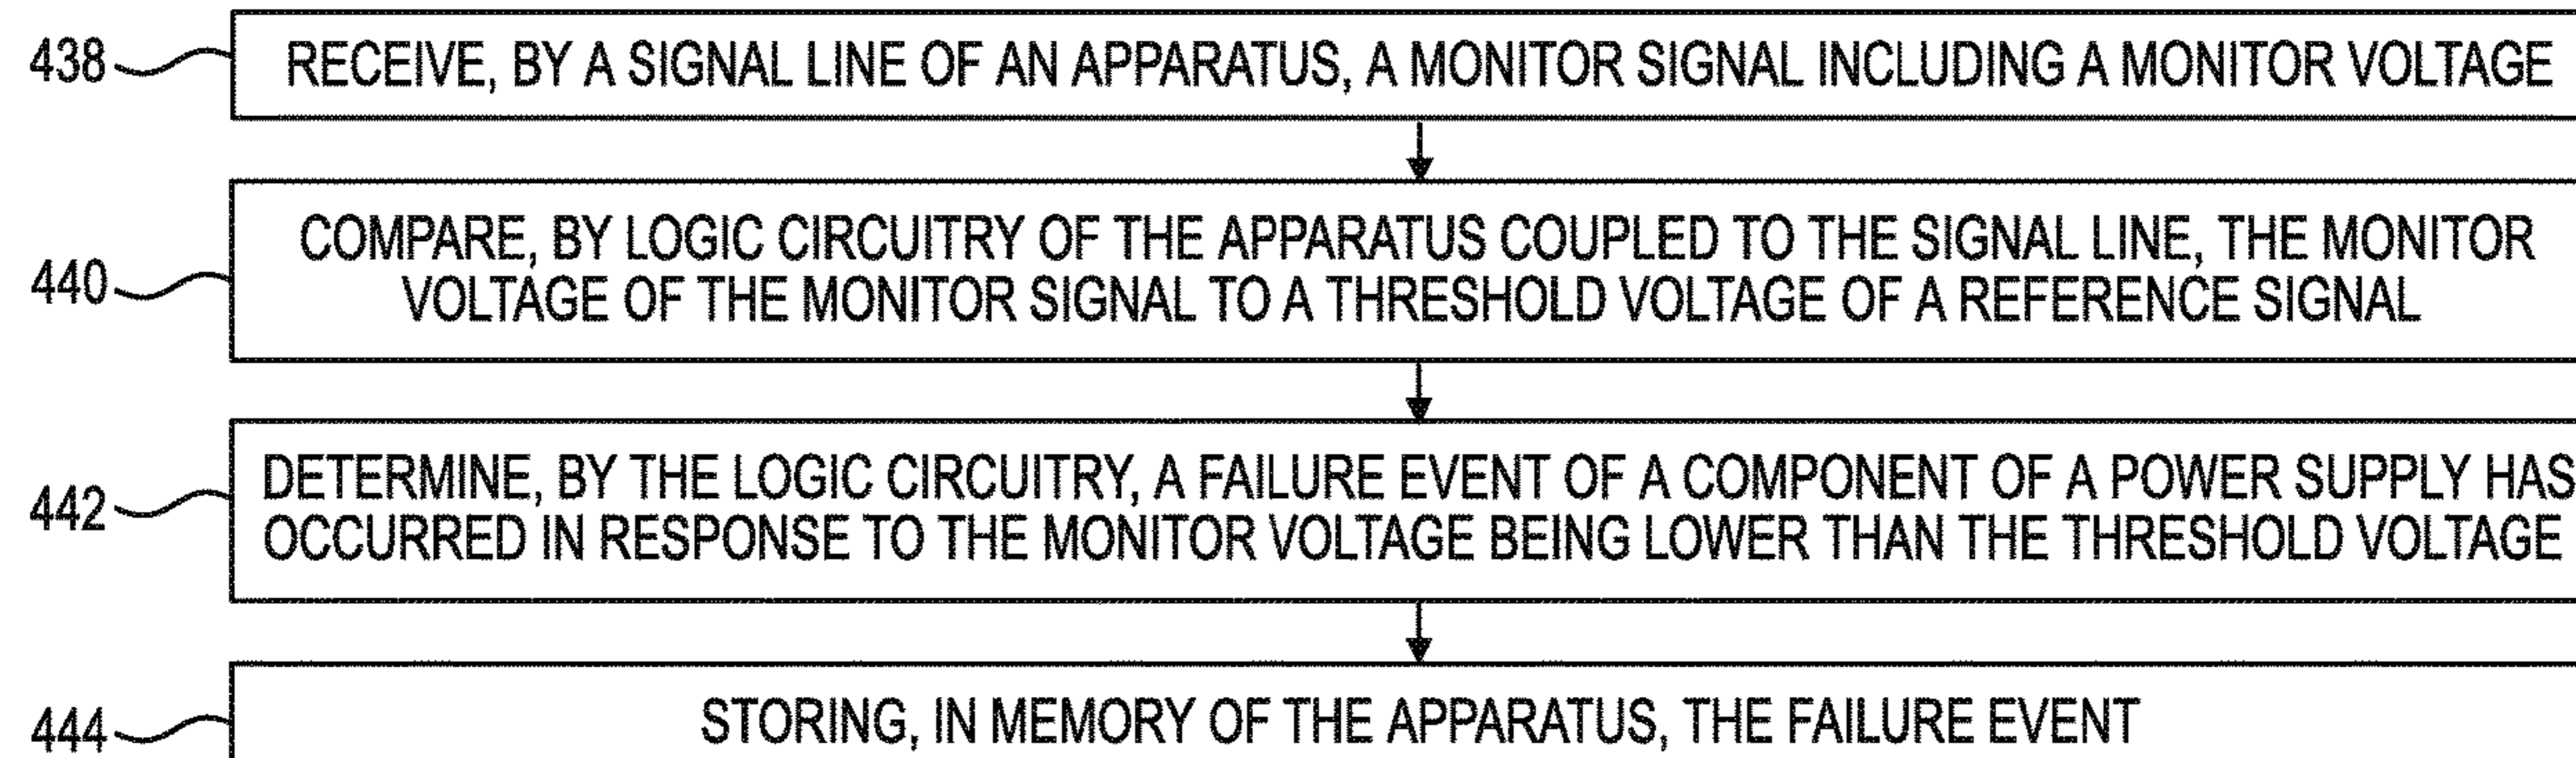 438
RECEIVE, BY A SIGNAL LINE OF AN APPARATUS, A MONITOR SIGNAL INCLUDING A MONITOR VOLTAGE
440
COMPARE, BY LOGIC CIRCUITRY OF THE APPARATUS COUPLED TO THE SIGNAL LINE, THE MONITOR
VOLTAGE OF THE MONITOR SIGNAL TO A THRESHOLD VOLTAGE OF A REFERENCE SIGNAL
442
DETERMINE, BY THE LOGIC CIRCUITRY, A FAILURE EVENT OF A COMPONENT OF A POWER SUPPLY HAS
OCCURRED IN RESPONSE TO THE MONITOR VOLTAGE BEING LOWER THAN THE THRESHOLD VOLTAGE
444
STORING, IN MEMORY OF THE APPARATUS, THE FAILURE EVENT